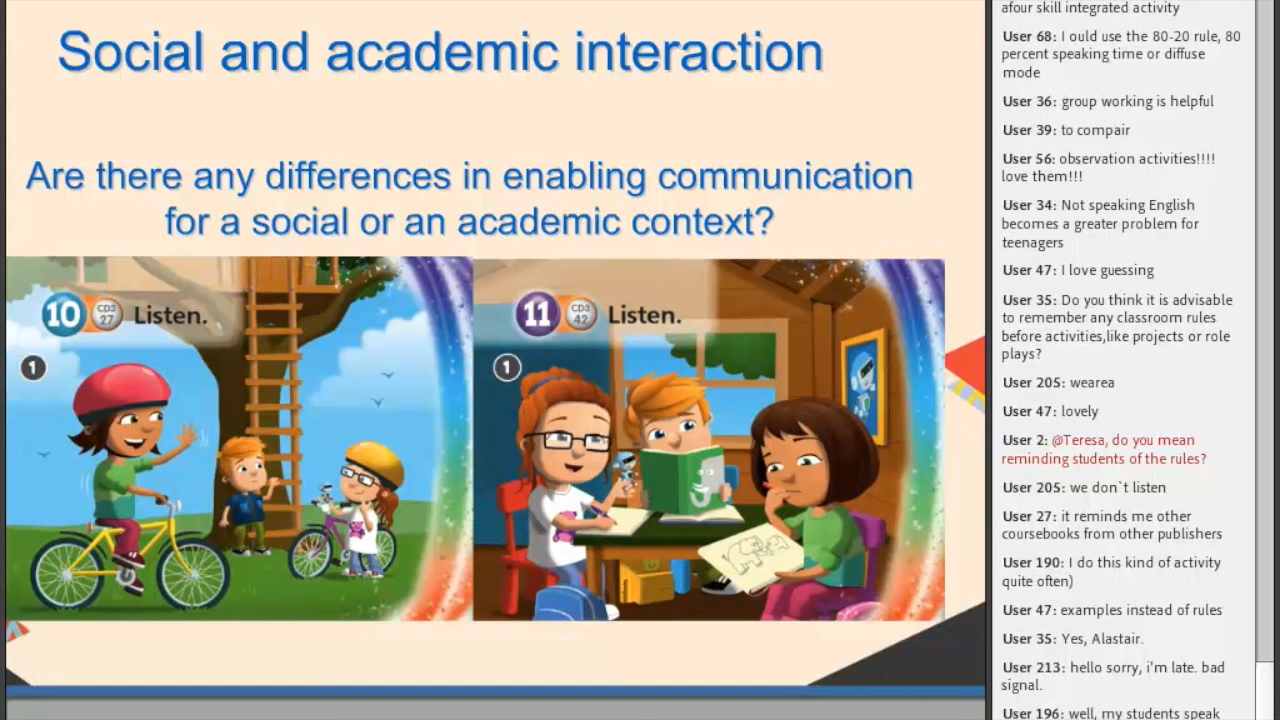 Social and academic interaction
Are there any differences in enabling communication
for a social or an academic context?
10 CD3 27 Listen.
1
11 CD3 42 Listen.
1
afour skill integrated activity
User 68: I ould use the 80-20 rule, 80
percent speaking time or diffuse
mode
User 36: group working is helpful
User 39: to compair
User 56: observation activities!!!!
love them!!!
User 34: Not speaking English
becomes a greater problem for
teenagers
User 47: I love guessing
User 35: Do you think it is advisable
to remember any classroom rules
before activities,like projects or role
plays?
User 205: wearea
User 47: lovely
User 2: @Teresa, do you mean
reminding students of the rules?
User 205: we don`t listen
User 27: it reminds me other
coursebooks from other publishers
User 190: I do this kind of activity
quite often)
User 47: examples instead of rules
User 35: Yes, Alastair.
User 213: hello sorry, i'm late. bad
signal.
User 196: well, my students speak